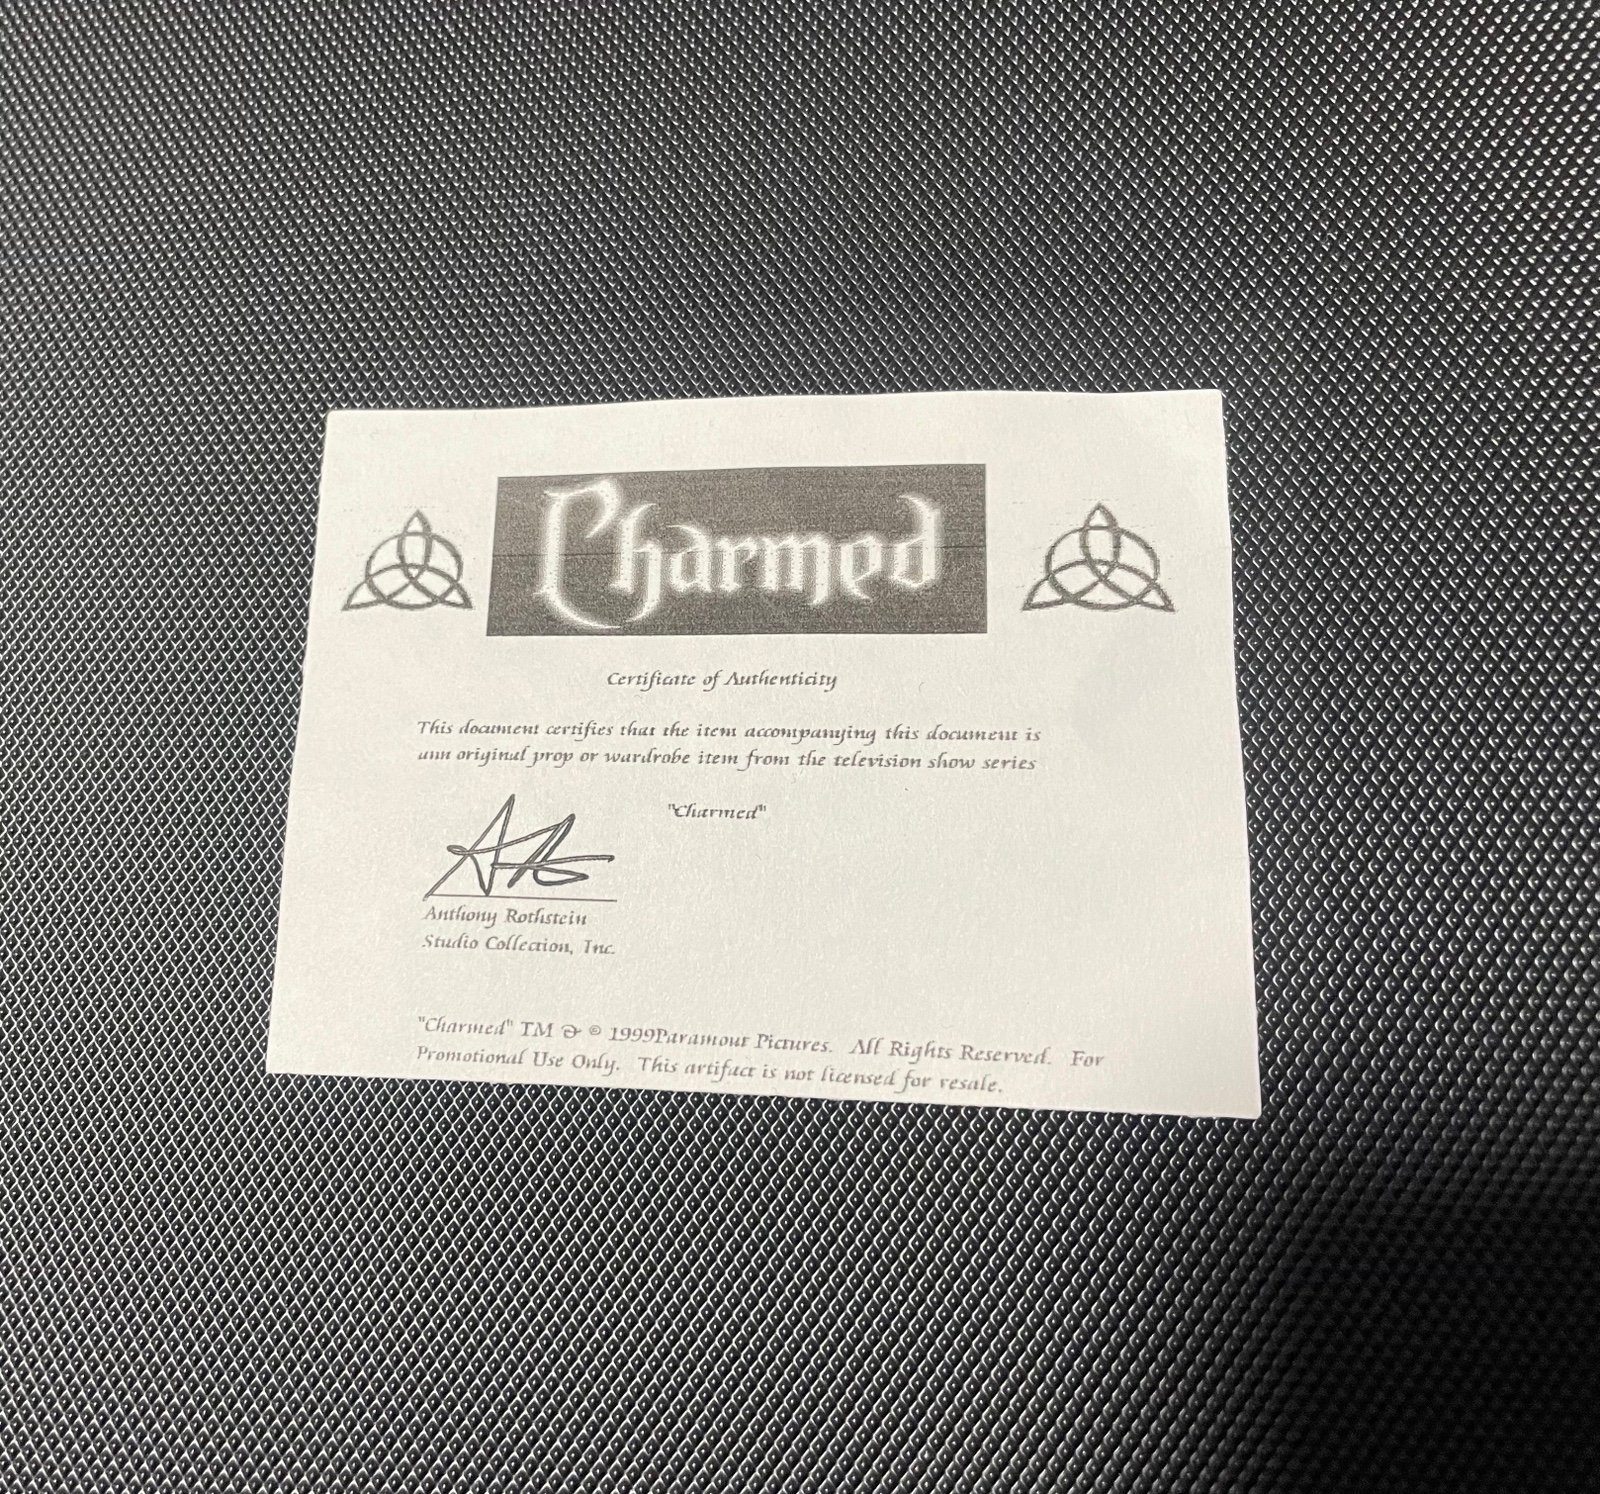 Charmed
Certificate of Authenticity
This document certifies that the item accompanying this document is
ann original prop or wardrobe item from the television show series
"Charmed"
Anthony Rothstein
Studio Collection, Inc.
"Charmed" TM & © 1999Paramount Pictures. All Rights Reserved. For
Promotional Use Only. This artifact is not licensed for resale.